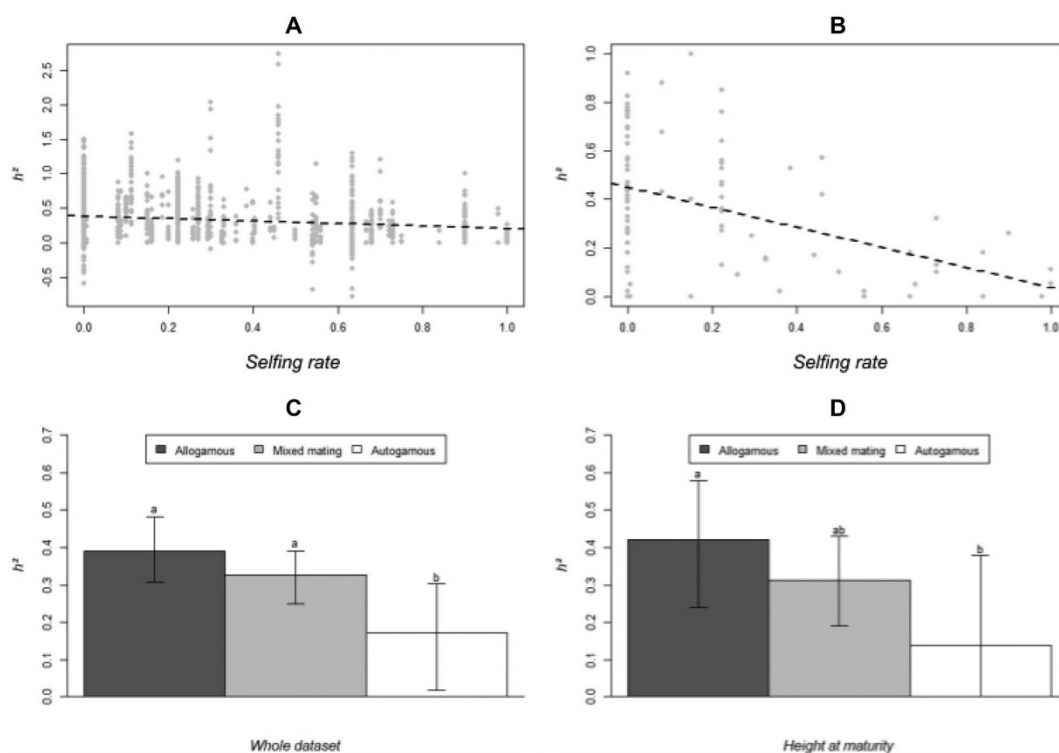 A
B
h²
2.5
2.0
1.5
1.0
0.5
0.0
-0.5
0.0 0.2 0.4 0.6 0.8 1.0
Selfing rate
h²
1.0
0.8
0.6
0.4
0.2
0.0
0.0 0.2 0.4 0.6 0.8 1.0
Selfing rate
C
D
h²
0.7
0.6
0.5
0.4
0.3
0.2
0.1
0.0
Allogamous Mixed mating Autogamous
a
a
b
Whole dataset
h²
0.7
0.6
0.5
0.4
0.3
0.2
0.1
0.0
Allogamous Mixed mating Autogamous
a
ab
b
Height at maturity